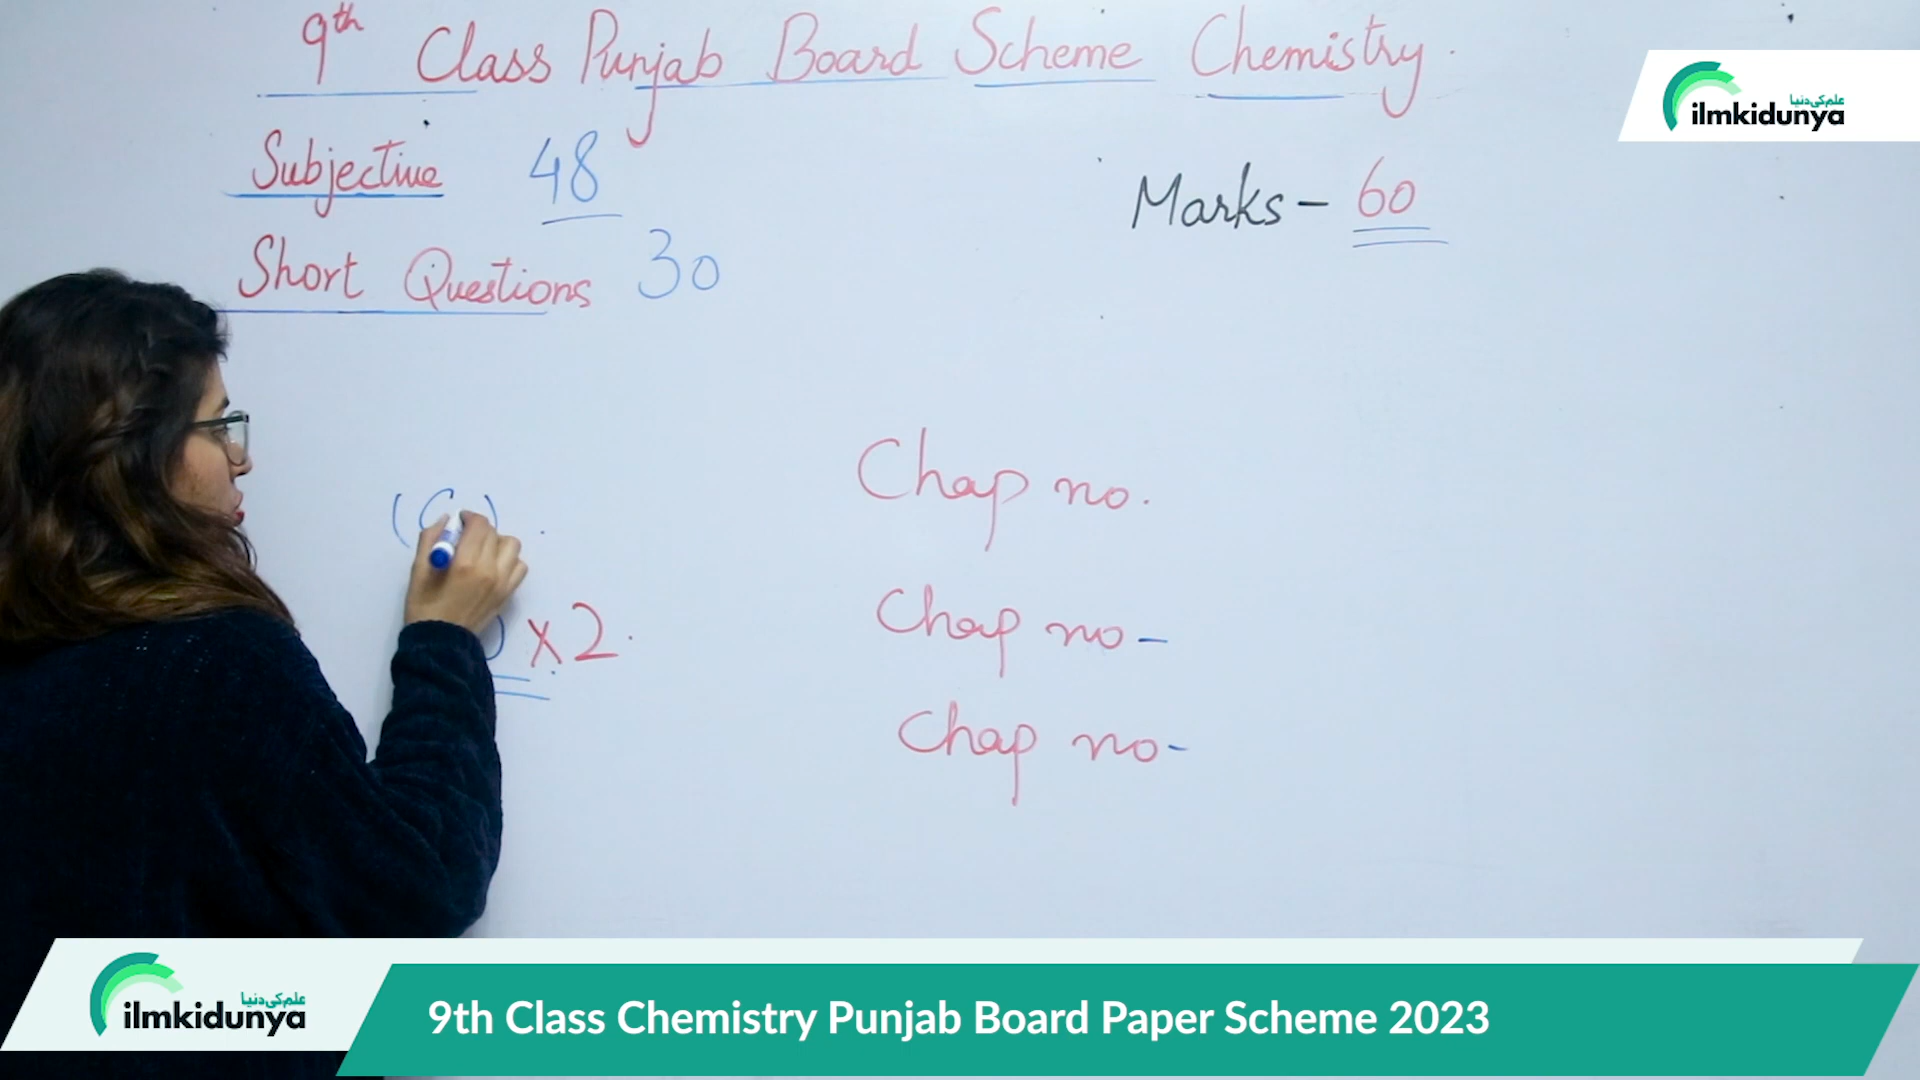 9th Class Punjab Board Scheme Chemistry.
علم کی دنیا
ilmkidunya
Subjective 48
Marks - 60
Short Questions 30
Chap no.
x2.
Chap no-
Chap no-
علم کی دنیا
ilmkidunya
9th Class Chemistry Punjab Board Paper Scheme 2023